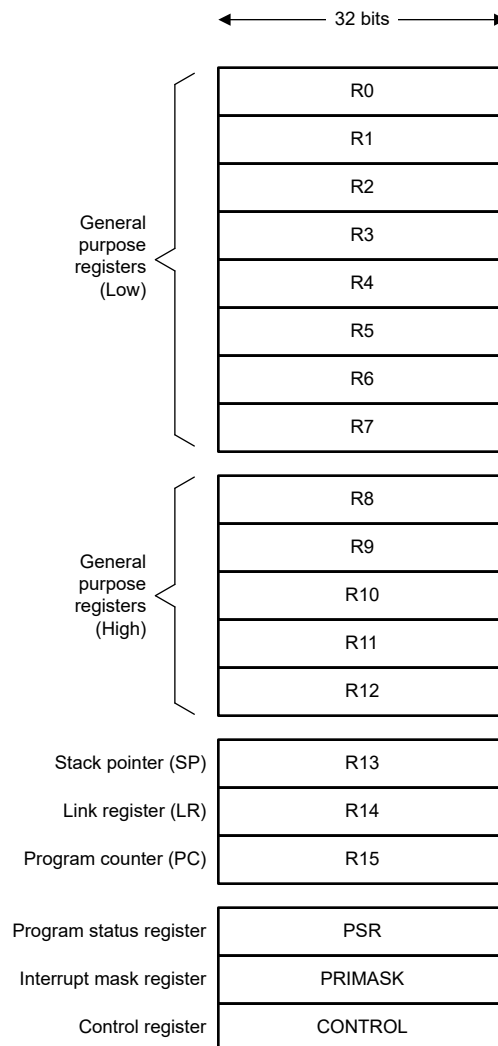 32 bits
General
purpose
registers
(Low)
R0
R1
R2
R3
R4
R5
R6
R7
General
purpose
registers
(High)
R8
R9
R10
R11
R12
Stack pointer (SP) R13
Link register (LR) R14
Program counter (PC) R15
Program status register PSR
Interrupt mask register PRIMASK
Control register CONTROL